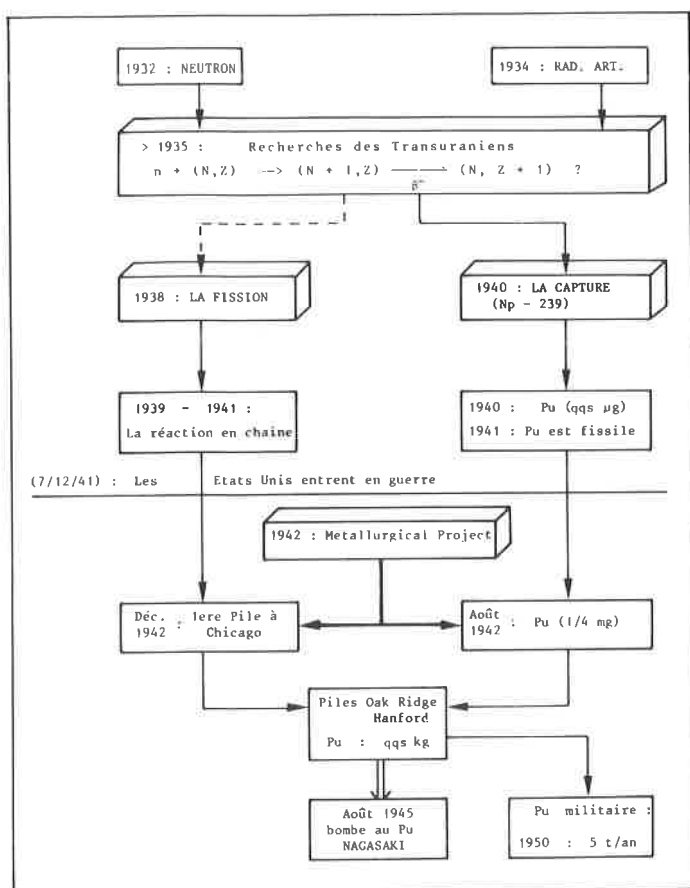 1932 : NEUTRON
1934 : RAD. ART.
> 1935 : Recherches des Transuraniens
n + (N,Z) --> (N + 1,Z) ⟶ (N, Z + 1) ?
β⁻
1938 : LA FISSION
1940 : LA CAPTURE
(Np - 239)
1939 - 1941 :
La réaction en chaine
1940 : Pu (qqs µg)
1941 : Pu est fissile
(7/12/41) : Les Etats Unis entrent en guerre
1942 : Metallurgical Project
Déc.
1942 : 1ere Pile à
Chicago
Août
1942 : Pu (1/4 mg)
Piles Oak Ridge
Hanford
Pu : qqs kg
Août 1945
bombe au Pu
NAGASAKI
Pu militaire :
1950 : 5 t/an